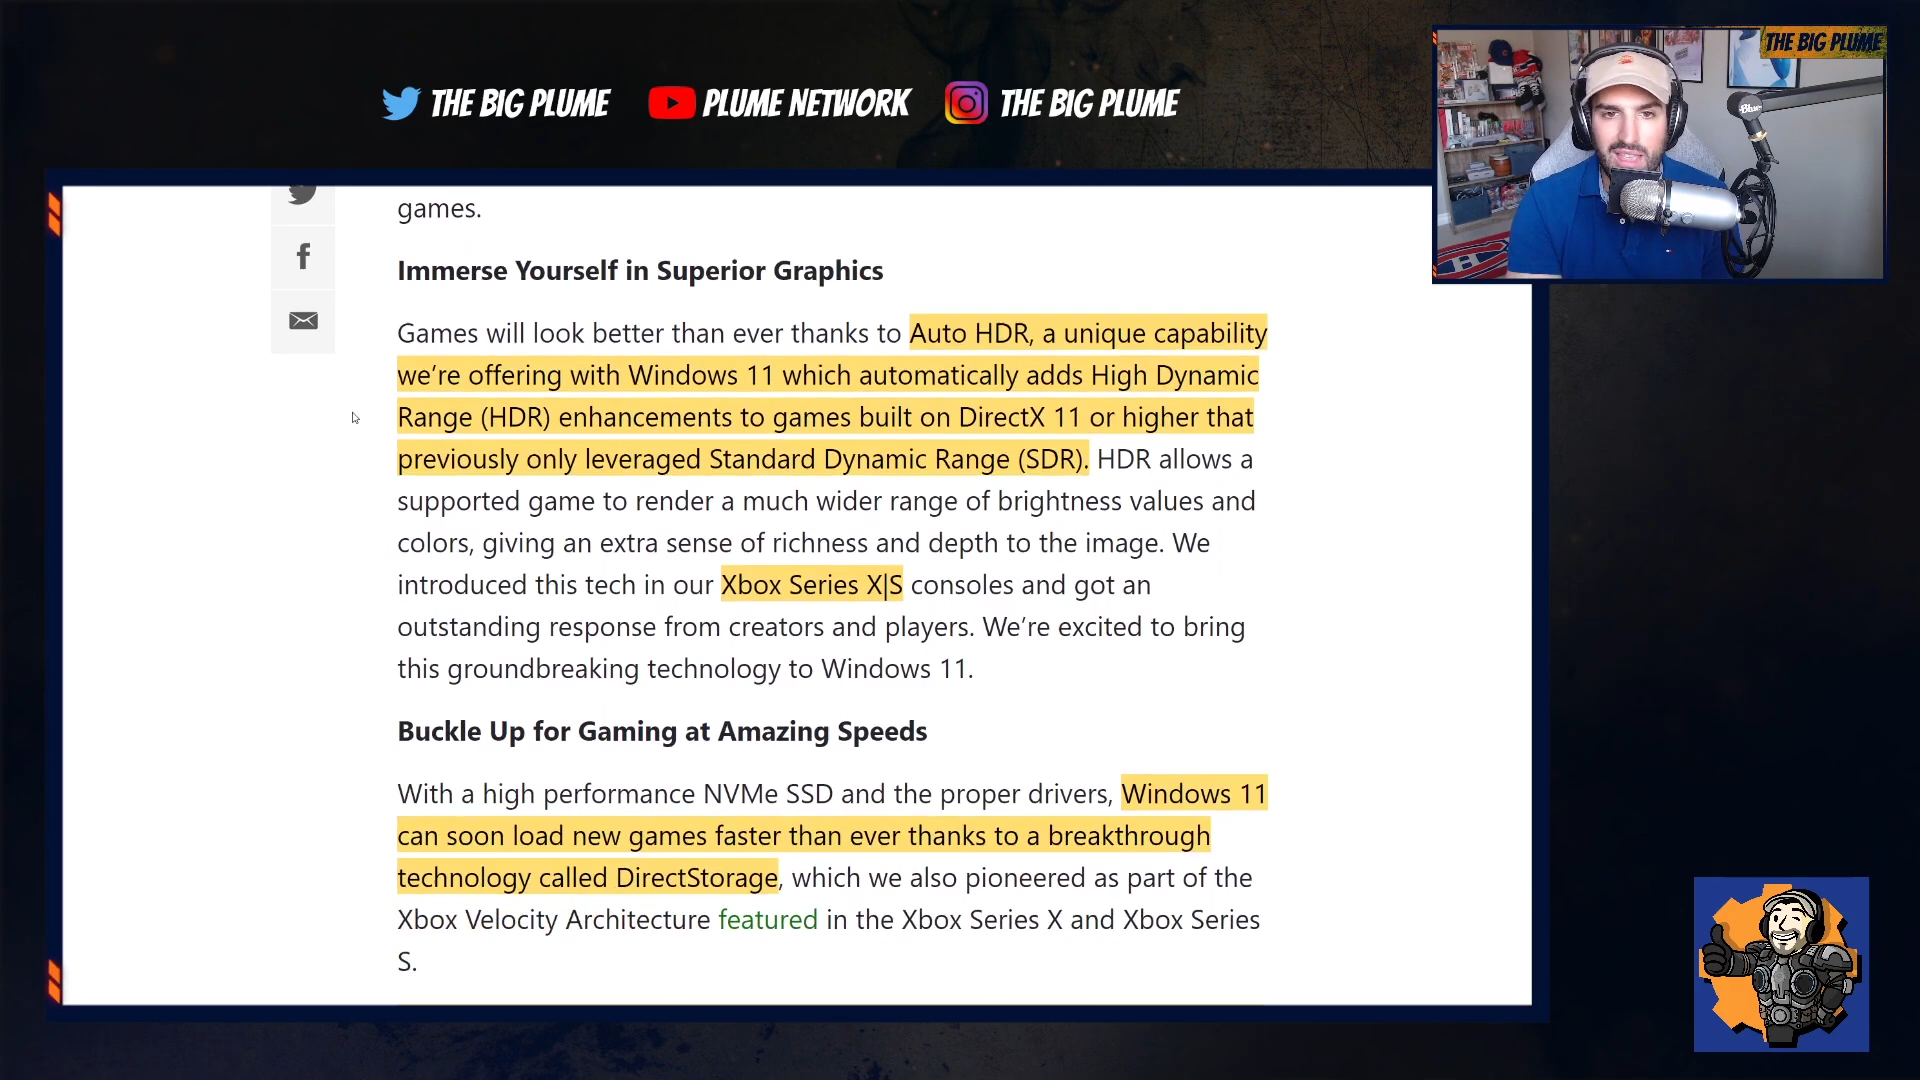 THE BIG PLUME
PLUME NETWORK
THE BIG PLUME
THE BIG PLUME
Blue
games.
Immerse Yourself in Superior Graphics
Games will look better than ever thanks to Auto HDR, a unique capability
we’re offering with Windows 11 which automatically adds High Dynamic
Range (HDR) enhancements to games built on DirectX 11 or higher that
previously only leveraged Standard Dynamic Range (SDR). HDR allows a
supported game to render a much wider range of brightness values and
colors, giving an extra sense of richness and depth to the image. We
introduced this tech in our Xbox Series X|S consoles and got an
outstanding response from creators and players. We’re excited to bring
this groundbreaking technology to Windows 11.
Buckle Up for Gaming at Amazing Speeds
With a high performance NVMe SSD and the proper drivers, Windows 11
can soon load new games faster than ever thanks to a breakthrough
technology called DirectStorage, which we also pioneered as part of the
Xbox Velocity Architecture featured in the Xbox Series X and Xbox Series
S.